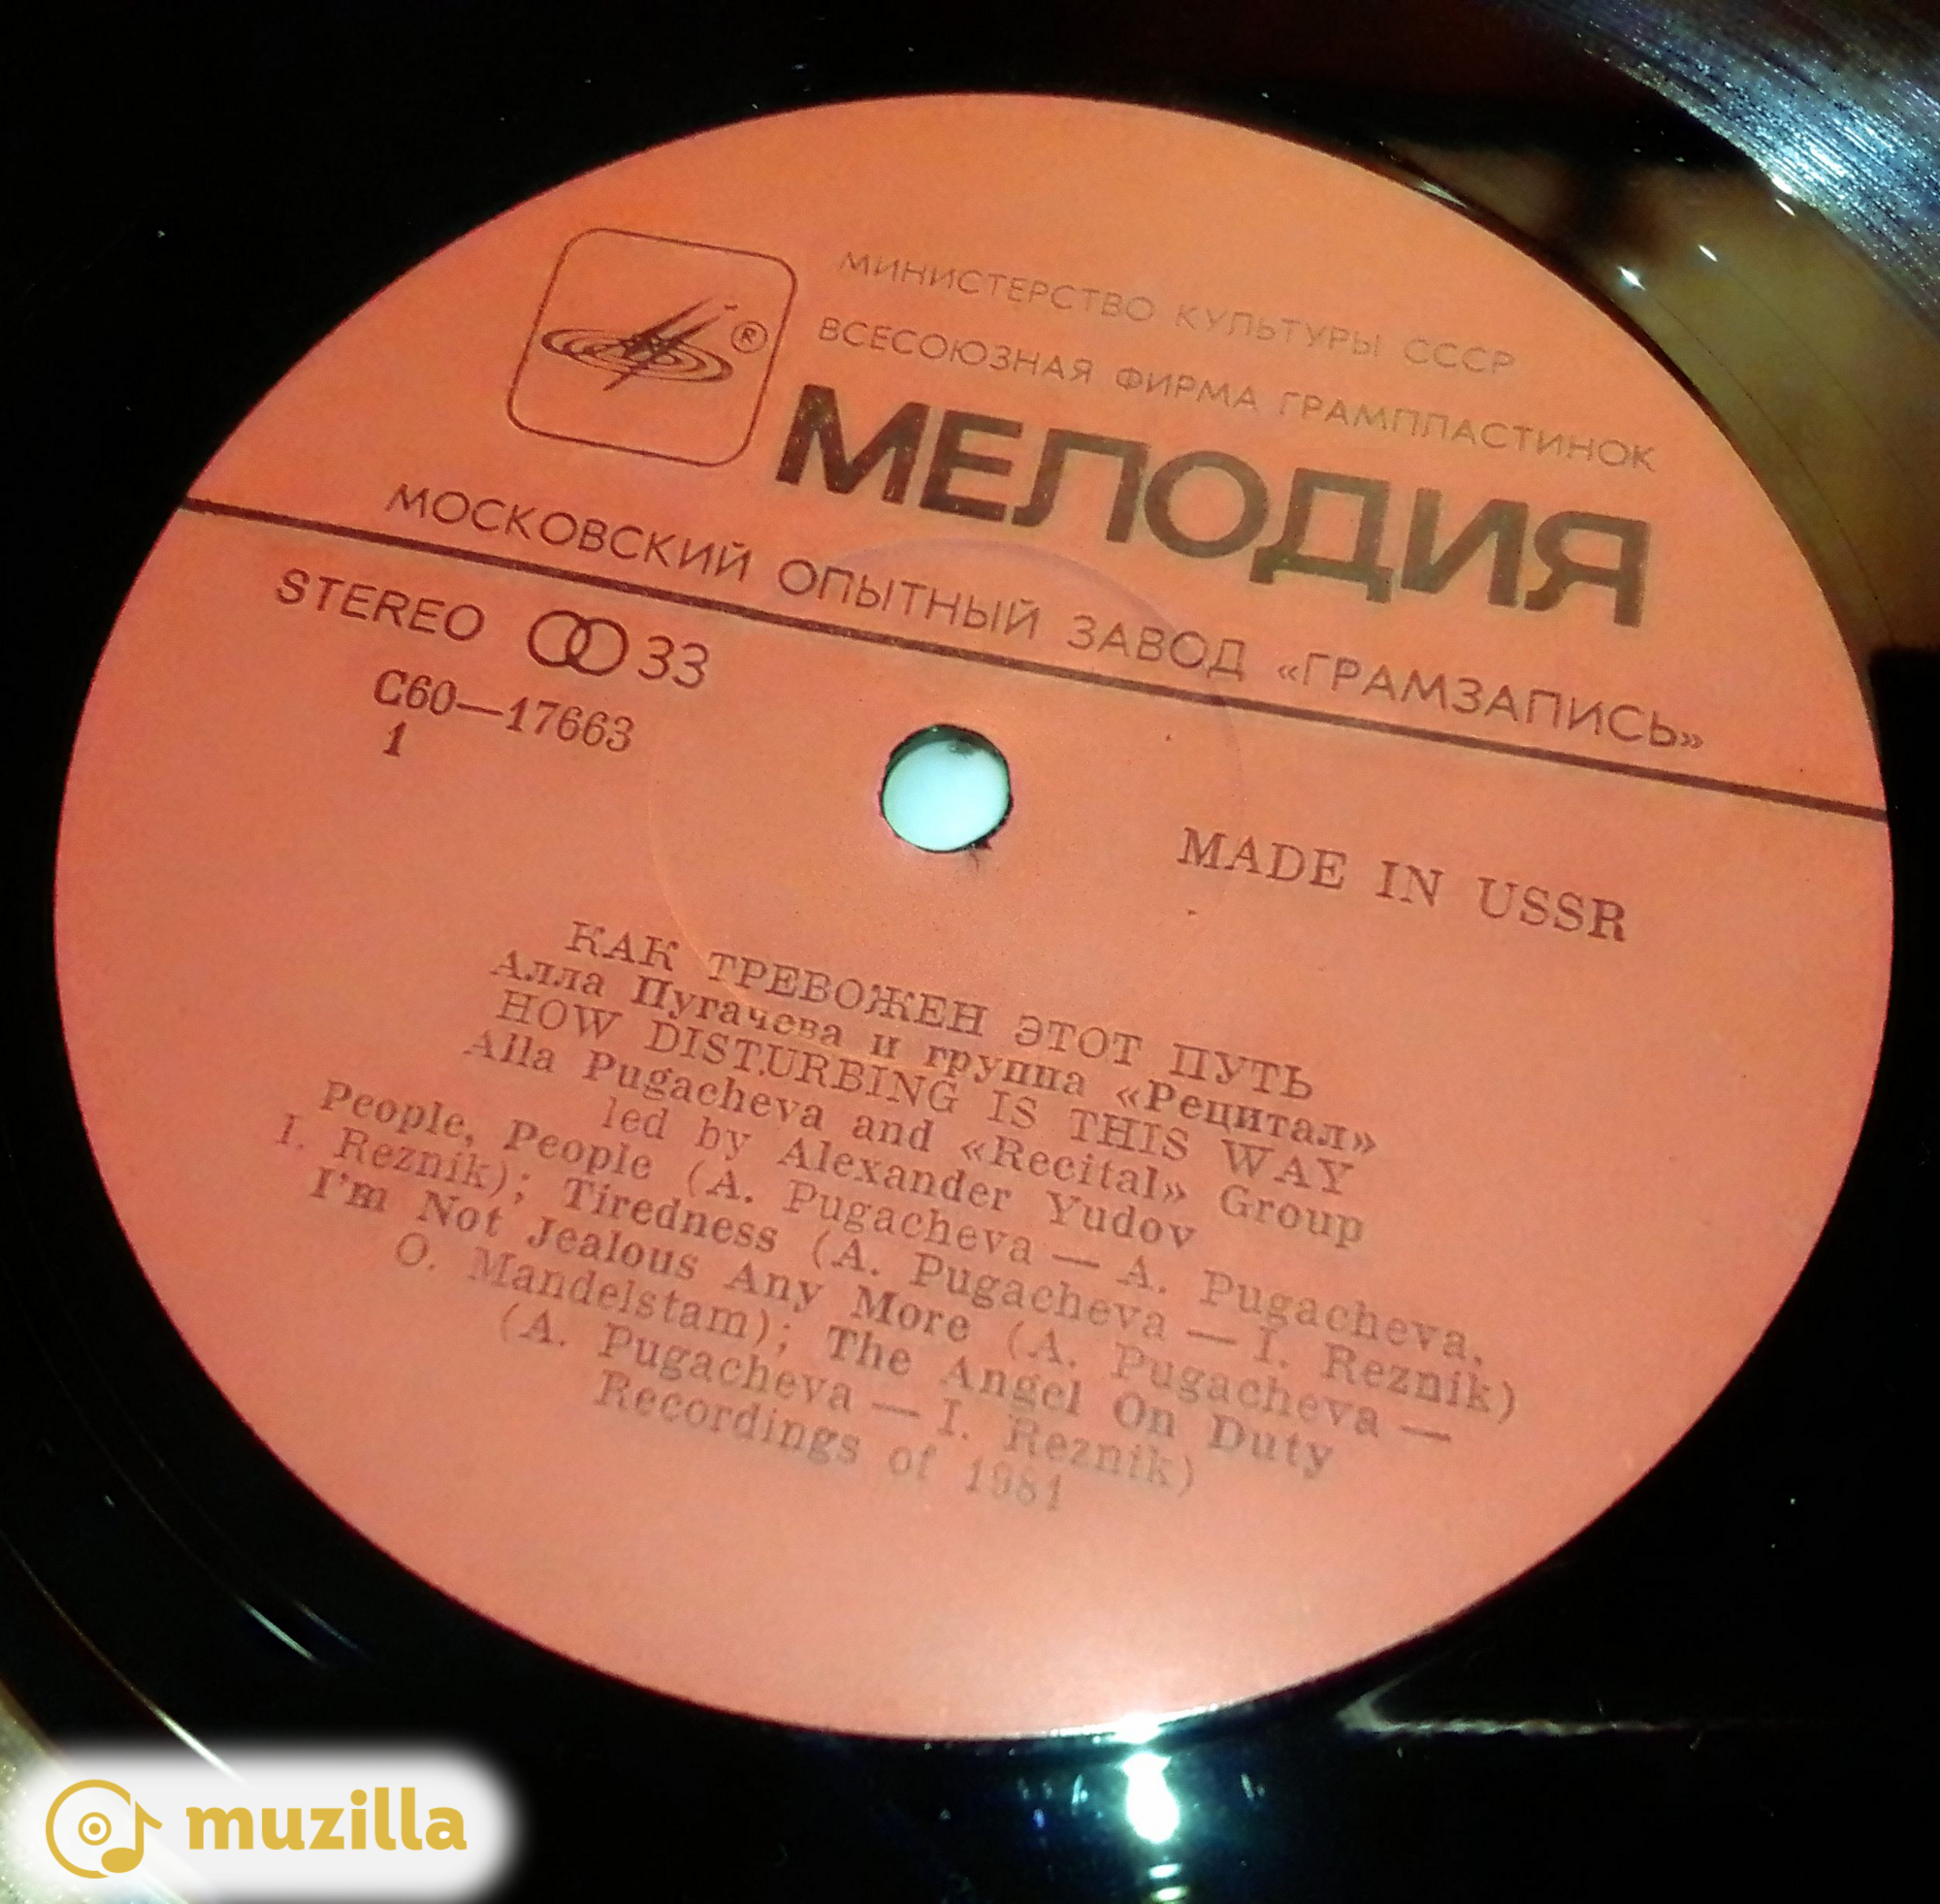 МИНИСТЕРСТВО КУЛЬТУРЫ СССР
ВСЕСОЮЗНАЯ ФИРМА ГРАМПЛАСТИНОК
®
МЕЛОДИЯ
МОСКОВСКИЙ ОПЫТНЫЙ ЗАВОД «ГРАМЗАПИСЬ»
STEREO 33
С60—17663
1
MADE IN USSR
КАК ТРЕВОЖЕН ЭТОТ ПУТЬ
Алла Пугачева и группа «Рецитал»
HOW DISTURBING IS THIS WAY
Alla Pugacheva and «Recital» Group
led by Alexander Yudov
People, People (A. Pugacheva — A. Pugacheva,
I. Reznik); Tiredness (A. Pugacheva — I. Reznik)
I'm Not Jealous Any More (A. Pugacheva —
O. Mandelstam); The Angel On Duty
(A. Pugacheva — I. Reznik)
Recordings of 1981
muzilla